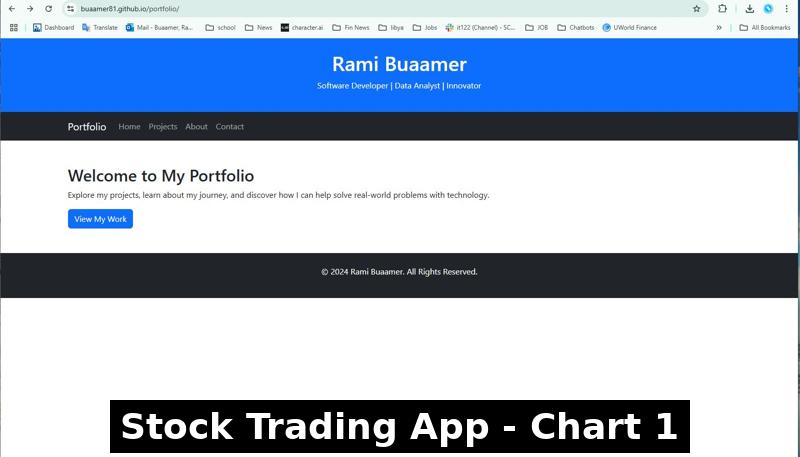 buaamer81.github.io/portfolio/
Dashboard Translate Mail - Buaamer, Ra... school News character.ai Fin News libya Jobs it122 (Channel) - SC... JOB Chatbots UWorld Finance » All Bookmarks
Rami Buaamer
Software Developer | Data Analyst | Innovator
Portfolio Home Projects About Contact
Welcome to My Portfolio
Explore my projects, learn about my journey, and discover how I can help solve real-world problems with technology.
View My Work
© 2024 Rami Buaamer. All Rights Reserved.
Stock Trading App - Chart 1